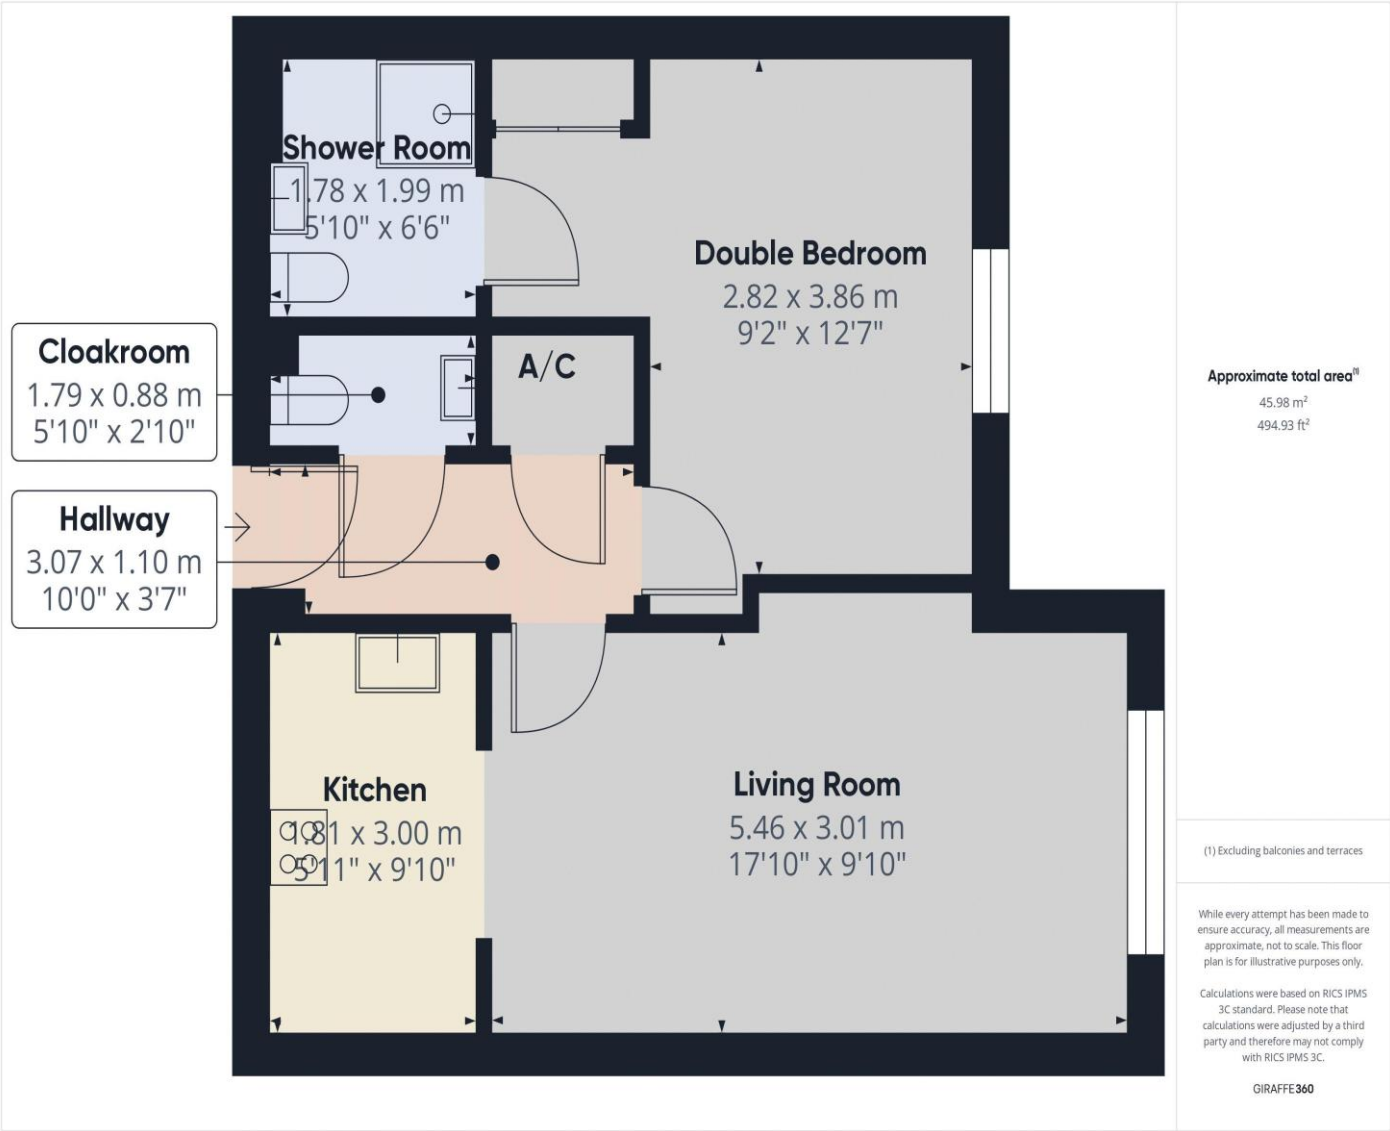 Shower Room
1.78 x 1.99 m
5'10" x 6'6"
Double Bedroom
2.82 x 3.86 m
9'2" x 12'7"
Cloakroom
1.79 x 0.88 m
5'10" x 2'10"
A/C
Hallway
3.07 x 1.10 m
10'0" x 3'7"
Kitchen
1.81 x 3.00 m
5'11" x 9'10"
Living Room
5.46 x 3.01 m
17'10" x 9'10"
Approximate total area(1)
45.98 m²
494.93 ft²
(1) Excluding balconies and terraces
While every attempt has been made to
ensure accuracy, all measurements are
approximate, not to scale. This floor
plan is for illustrative purposes only.
Calculations were based on RICS IPMS
3C standard. Please note that
calculations were adjusted by a third
party and therefore may not comply
with RICS IPMS 3C.
GIRAFFE360